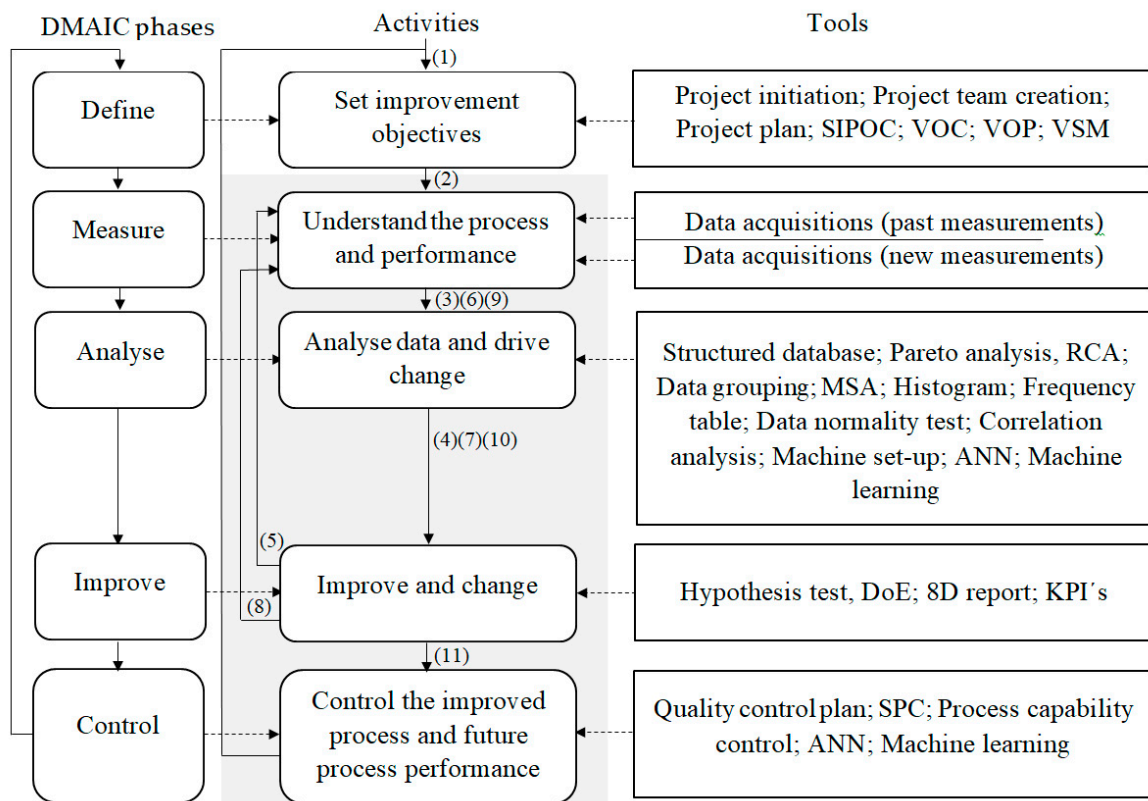 DMAIC phases
Activities
Tools
(1)
Define
Set improvement
objectives
Project initiation; Project team creation;
Project plan; SIPOC; VOC; VOP; VSM
(2)
Measure
Understand the process
and performance
Data acquisitions (past measurements)
Data acquisitions (new measurements)
(3)(6)(9)
Analyse
Analyse data and drive
change
Structured database; Pareto analysis, RCA;
Data grouping; MSA; Histogram; Frequency
table; Data normality test; Correlation
analysis; Machine set-up; ANN; Machine
learning
(4)(7)(10)
(5)
Improve
(8)
Improve and change
Hypothesis test, DoE; 8D report; KPI´s
(11)
Control
Control the improved
process and future
process performance
Quality control plan; SPC; Process capability
control; ANN; Machine learning